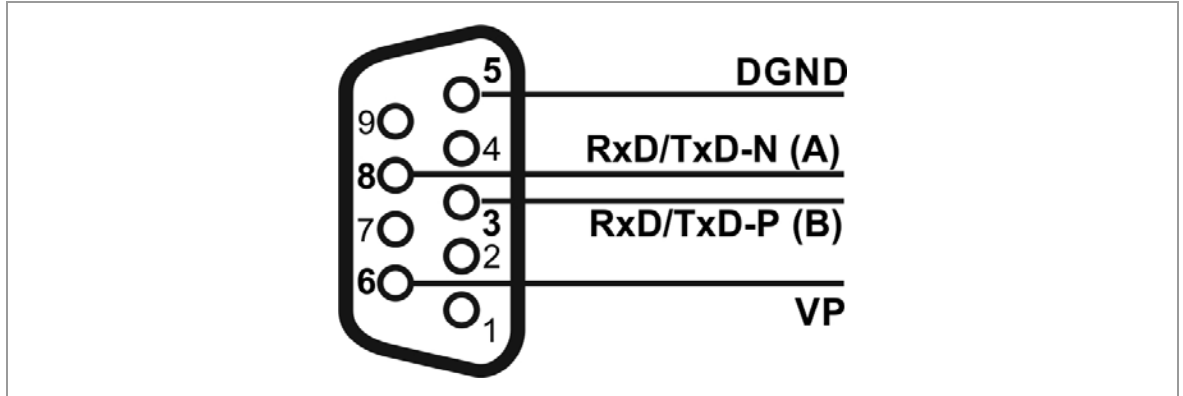 5 DGND
9
4 RxD/TxD-N (A)
8
3 RxD/TxD-P (B)
7
2
6
1 VP